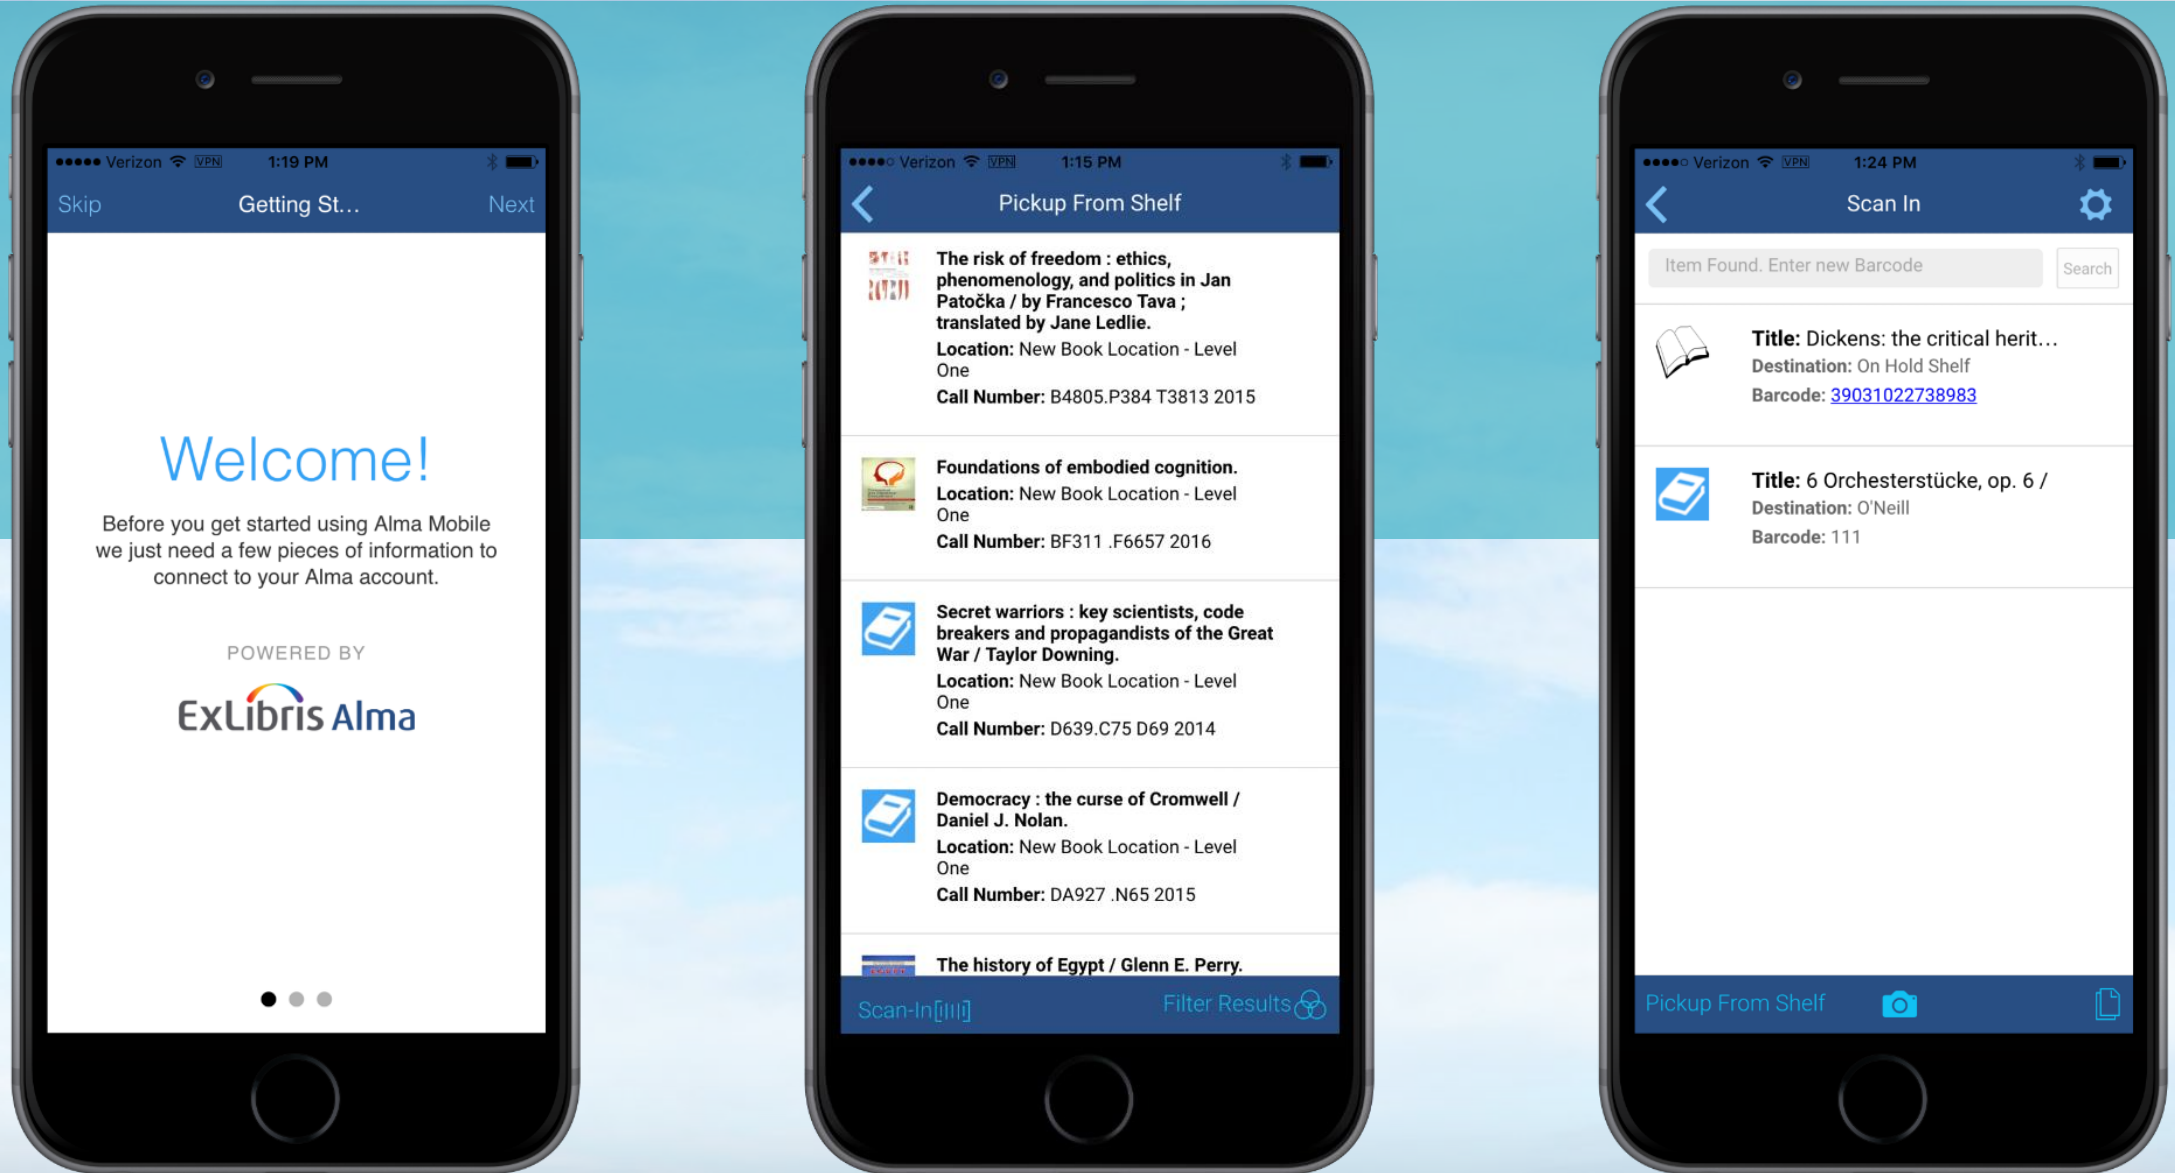 Verizon VPN 1:19 PM
Skip Getting St... Next
Welcome!
Before you get started using Alma Mobile
we just need a few pieces of information to
connect to your Alma account.
POWERED BY
ExLibris Alma
Verizon VPN 1:15 PM
Pickup From Shelf
The risk of freedom : ethics,
phenomenology, and politics in Jan
Patočka / by Francesco Tava ;
translated by Jane Ledlie.
Location: New Book Location - Level
One
Call Number: B4805.P384 T3813 2015
Foundations of embodied cognition.
Location: New Book Location - Level
One
Call Number: BF311 .F6657 2016
Secret warriors : key scientists, code
breakers and propagandists of the Great
War / Taylor Downing.
Location: New Book Location - Level
One
Call Number: D639.C75 D69 2014
Democracy : the curse of Cromwell /
Daniel J. Nolan.
Location: New Book Location - Level
One
Call Number: DA927 .N65 2015
The history of Egypt / Glenn E. Perry.
Scan-In Filter Results
Verizon VPN 1:24 PM
Scan In
Item Found. Enter new Barcode Search
Title: Dickens: the critical herit...
Destination: On Hold Shelf
Barcode: 39031022738983
Title: 6 Orchesterstücke, op. 6 /
Destination: O'Neill
Barcode: 111
Pickup From Shelf